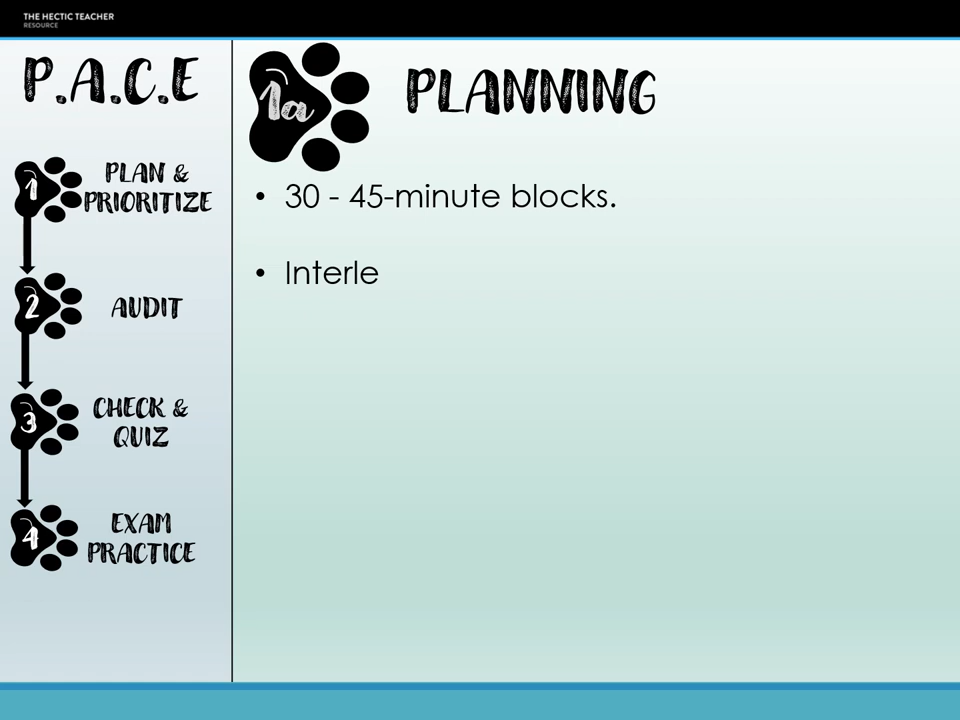 THE HECTIC TEACHER
RESOURCE
P.A.C.E
1
PLAN &
PRIORITIZE
2
AUDIT
3
CHECK &
QUIZ
4
EXAM
PRACTICE
1a
PLANNING
• 30 - 45-minute blocks.
• Interle